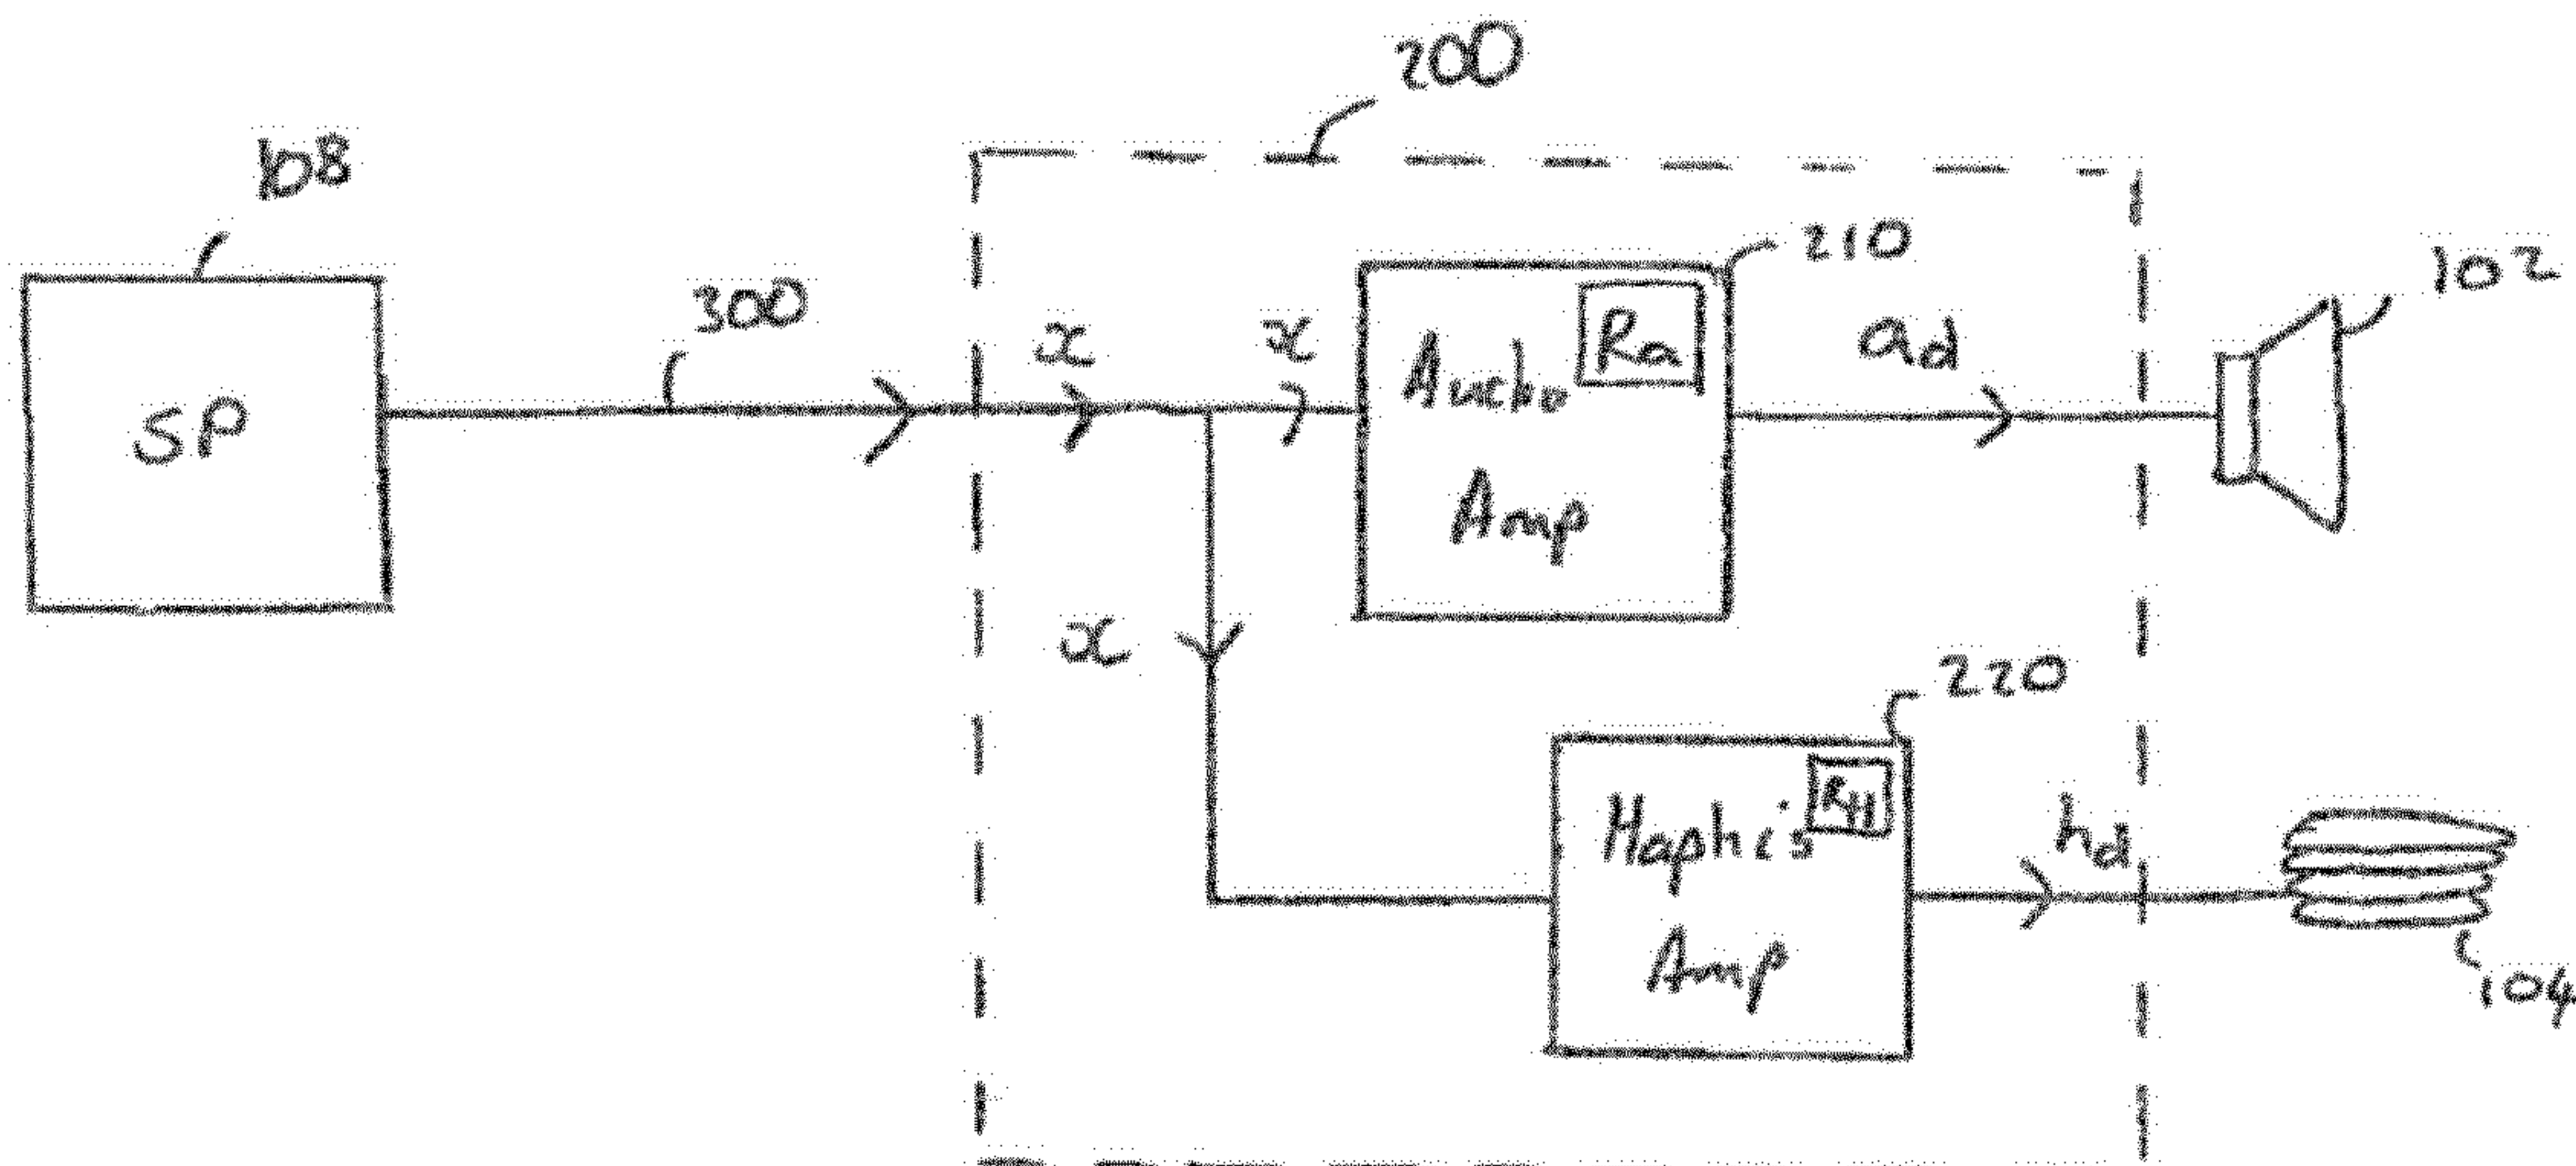 200
108
210
102
300
x
x
Ra
ad
Audio
SP
Amp
x
220
RH
Haptics
hd
Amp
104